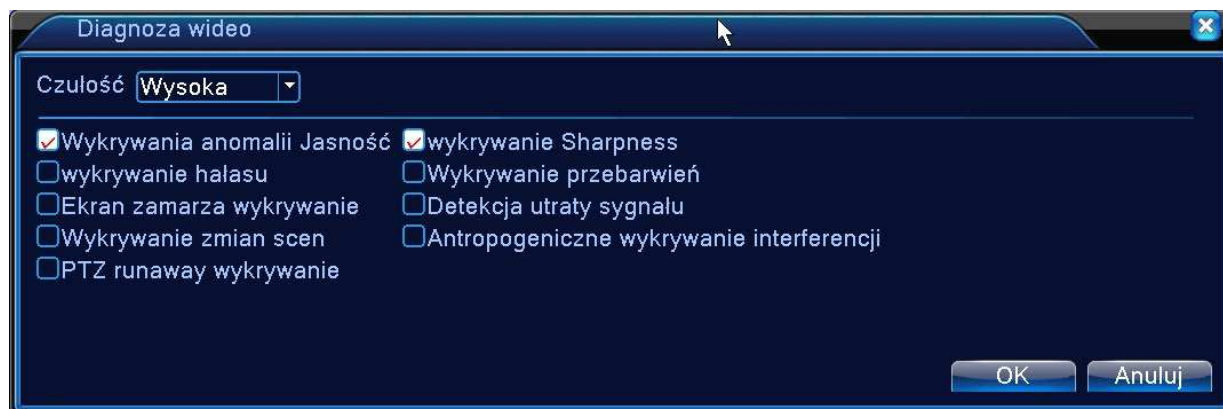 Diagnoza wideo
Czułość Wysoka
Wykrywania anomalii Jasność wykrywanie Sharpness
wykrywanie hałasu Wykrywanie przebarwień
Ekran zamarza wykrywanie Detekcja utraty sygnału
Wykrywanie zmian scen Antropogeniczne wykrywanie interferencji
PTZ runaway wykrywanie
OK Anuluj